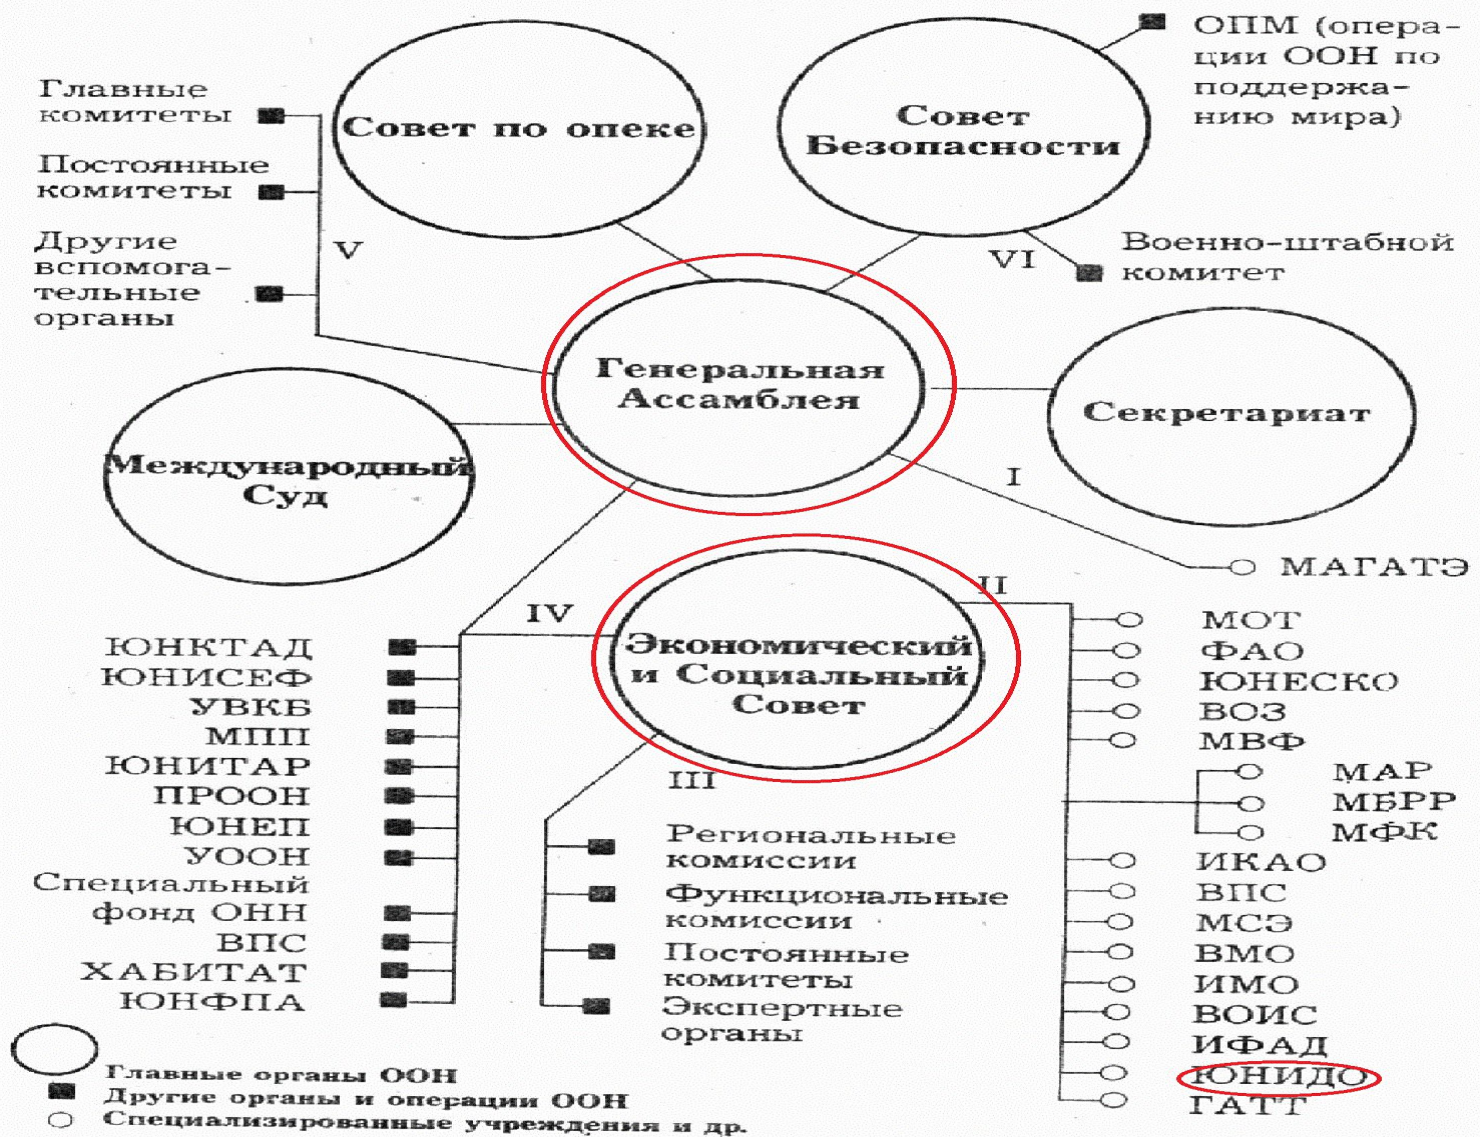 ОПМ (опера-
ции ООН по
поддержа-
нию мира)
Главные
комитеты
Постоянные
комитеты
Другие
вспомога-
тельные
органы
V
Совет по опеке
Совет
Безопасности
VI
Военно-штабной
комитет
Генеральная
Ассамблея
Секретариат
Международный
Суд
I
МАГАТЭ
IV
Экономический
и Социальный
Совет
II
III
ЮНКТАД
ЮНИСЕФ
УВКБ
МПП
ЮНИТАР
ПРООН
ЮНЕП
УООН
Специальный
фонд ОНН
ВПС
ХАБИТАТ
ЮНФПА
Региональные
комиссии
Функциональные
комиссии
Постоянные
комитеты
Экспертные
органы
МОТ
ФАО
ЮНЕСКО
ВОЗ
МВФ
МАР
МБРР
МФК
ИКАО
ВПС
МСЭ
ВМО
ИМО
ВОИС
ИФАД
ЮНИДО
ГАТТ
Главные органы ООН
Другие органы и операции ООН
Специализированные учреждения и др.